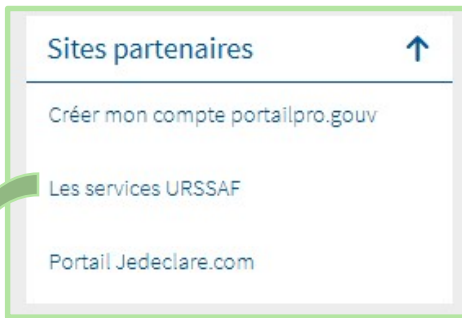 Sites partenaires
Créer mon compte portailpro.gouv
Les services URSSAF
Portail Jedeclare.com